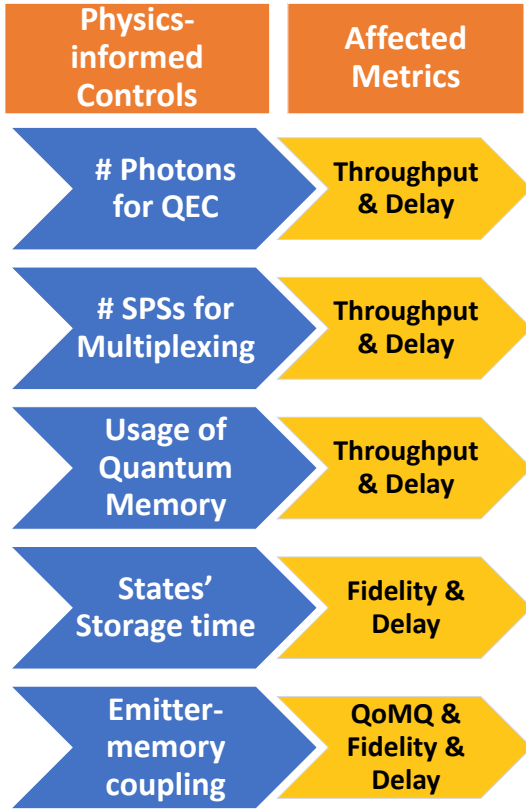 Physics-
informed
Controls
Affected
Metrics
# Photons
for QEC
Throughput
& Delay
# SPSs for
Multiplexing
Throughput
& Delay
Usage of
Quantum
Memory
Throughput
& Delay
States’
Storage time
Fidelity &
Delay
Emitter-
memory
coupling
QoMQ &
Fidelity &
Delay